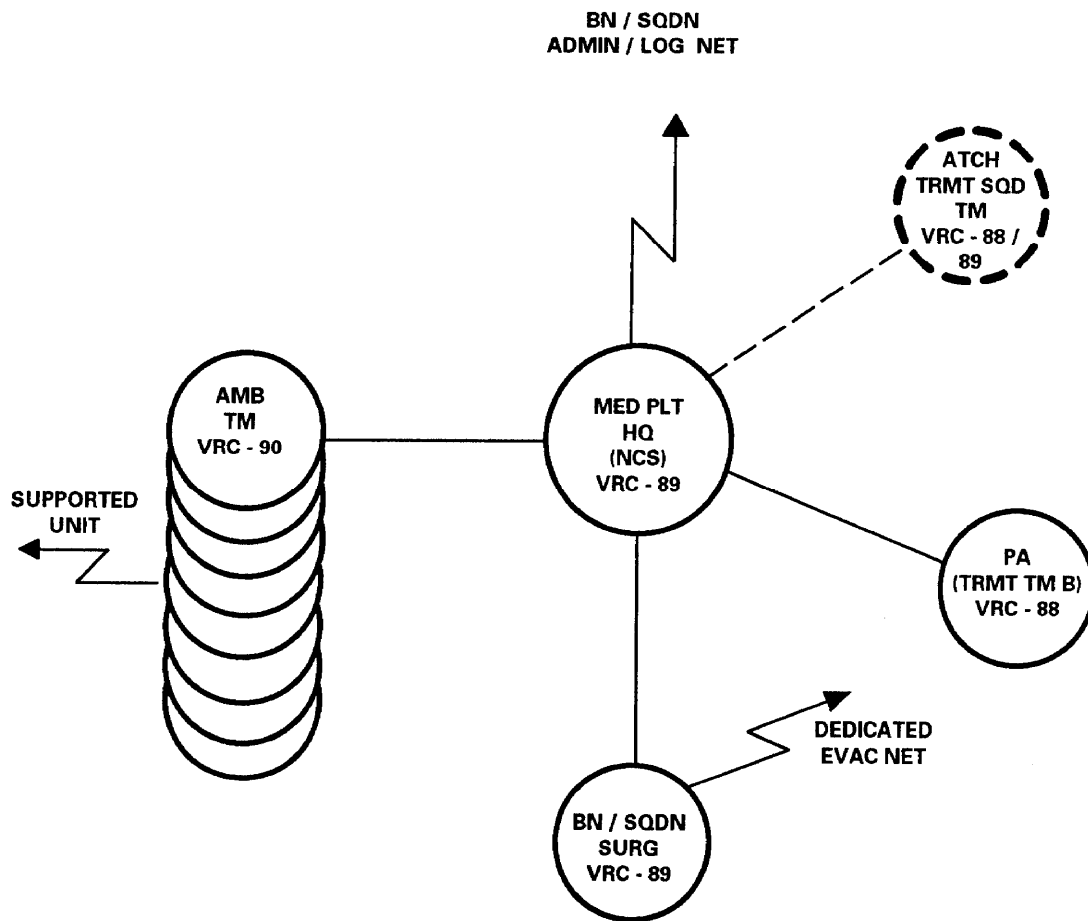 BN / SQDN
ADMIN / LOG NET
ATCH
TRMT SQD
TM
VRC - 88 /
89
AMB
TM
VRC - 90
MED PLT
HQ
(NCS)
VRC - 89
SUPPORTED
UNIT
PA
(TRMT TM B)
VRC - 88
DEDICATED
EVAC NET
BN / SQDN
SURG
VRC - 89